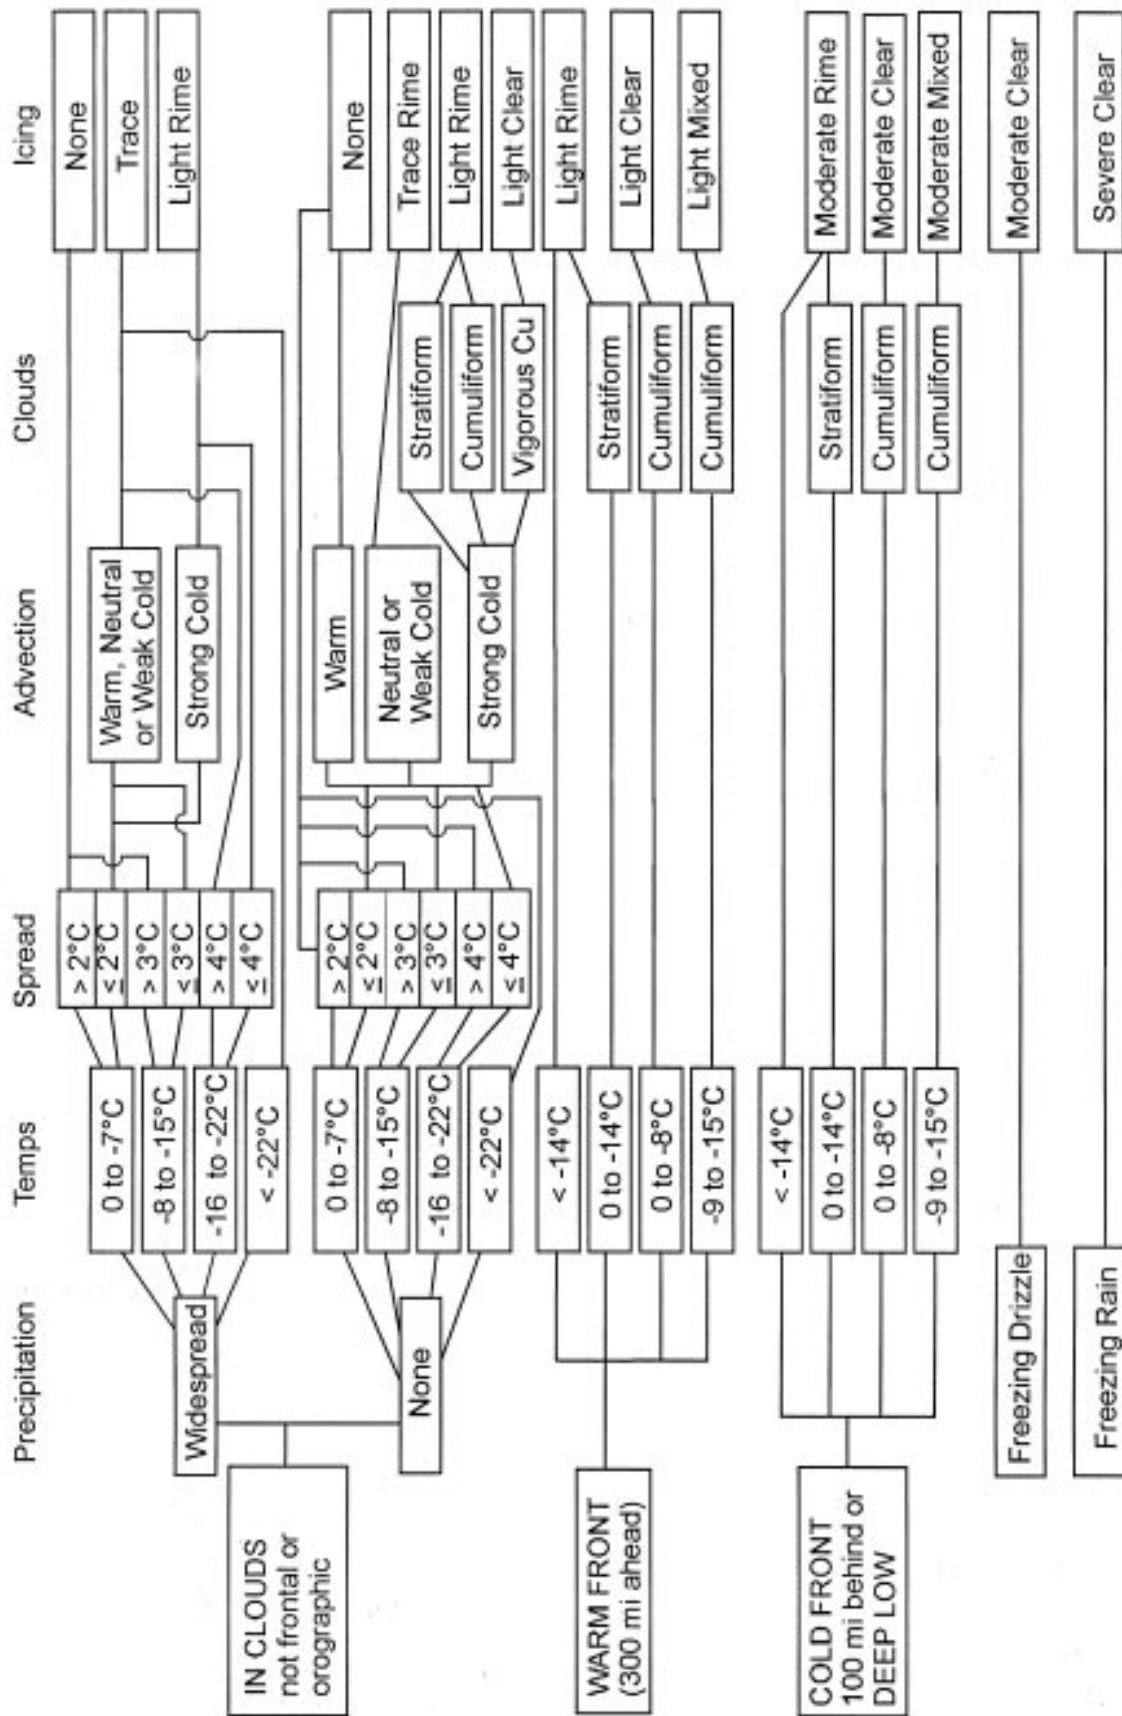 Precipitation
Temps
Spread
Advection
Clouds
Icing
IN CLOUDS
not frontal or
orographic
Widespread
0 to -7°C
-8 to -15°C
-16 to -22°C
< -22°C
> 2°C
≤ 2°C
> 3°C
≤ 3°C
> 4°C
≤ 4°C
Warm, Neutral
or Weak Cold
Strong Cold
None
Trace
Light Rime
None
0 to -7°C
-8 to -15°C
-16 to -22°C
< -22°C
> 2°C
≤ 2°C
> 3°C
≤ 3°C
> 4°C
≤ 4°C
Warm
Neutral or
Weak Cold
Strong Cold
Stratiform
Cumuliform
Vigorous Cu
None
Trace Rime
Light Rime
Light Clear
WARM FRONT
(300 mi ahead)
< -14°C
0 to -14°C
0 to -8°C
-9 to -15°C
Stratiform
Cumuliform
Cumuliform
Light Rime
Light Clear
Light Mixed
COLD FRONT
100 mi behind or
DEEP LOW
< -14°C
0 to -14°C
0 to -8°C
-9 to -15°C
Stratiform
Cumuliform
Cumuliform
Moderate Rime
Moderate Clear
Moderate Mixed
Freezing Drizzle
Moderate Clear
Freezing Rain
Severe Clear